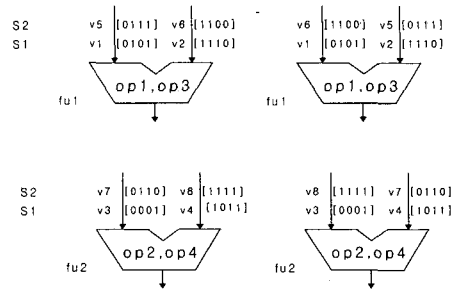 S2 v5 [0111] v6 [1100] v6 [1100] v5 [0111]
S1 v1 [0101] v2 [1110] v1 [0101] v2 [1110]
op1,op3 op1,op3
fu1 fu1
S2 v7 [0110] v8 [1111] v8 [1111] v7 [0110]
S1 v3 [0001] v4 [1011] v3 [0001] v4 [1011]
op2,op4 op2,op4
fu2 fu2